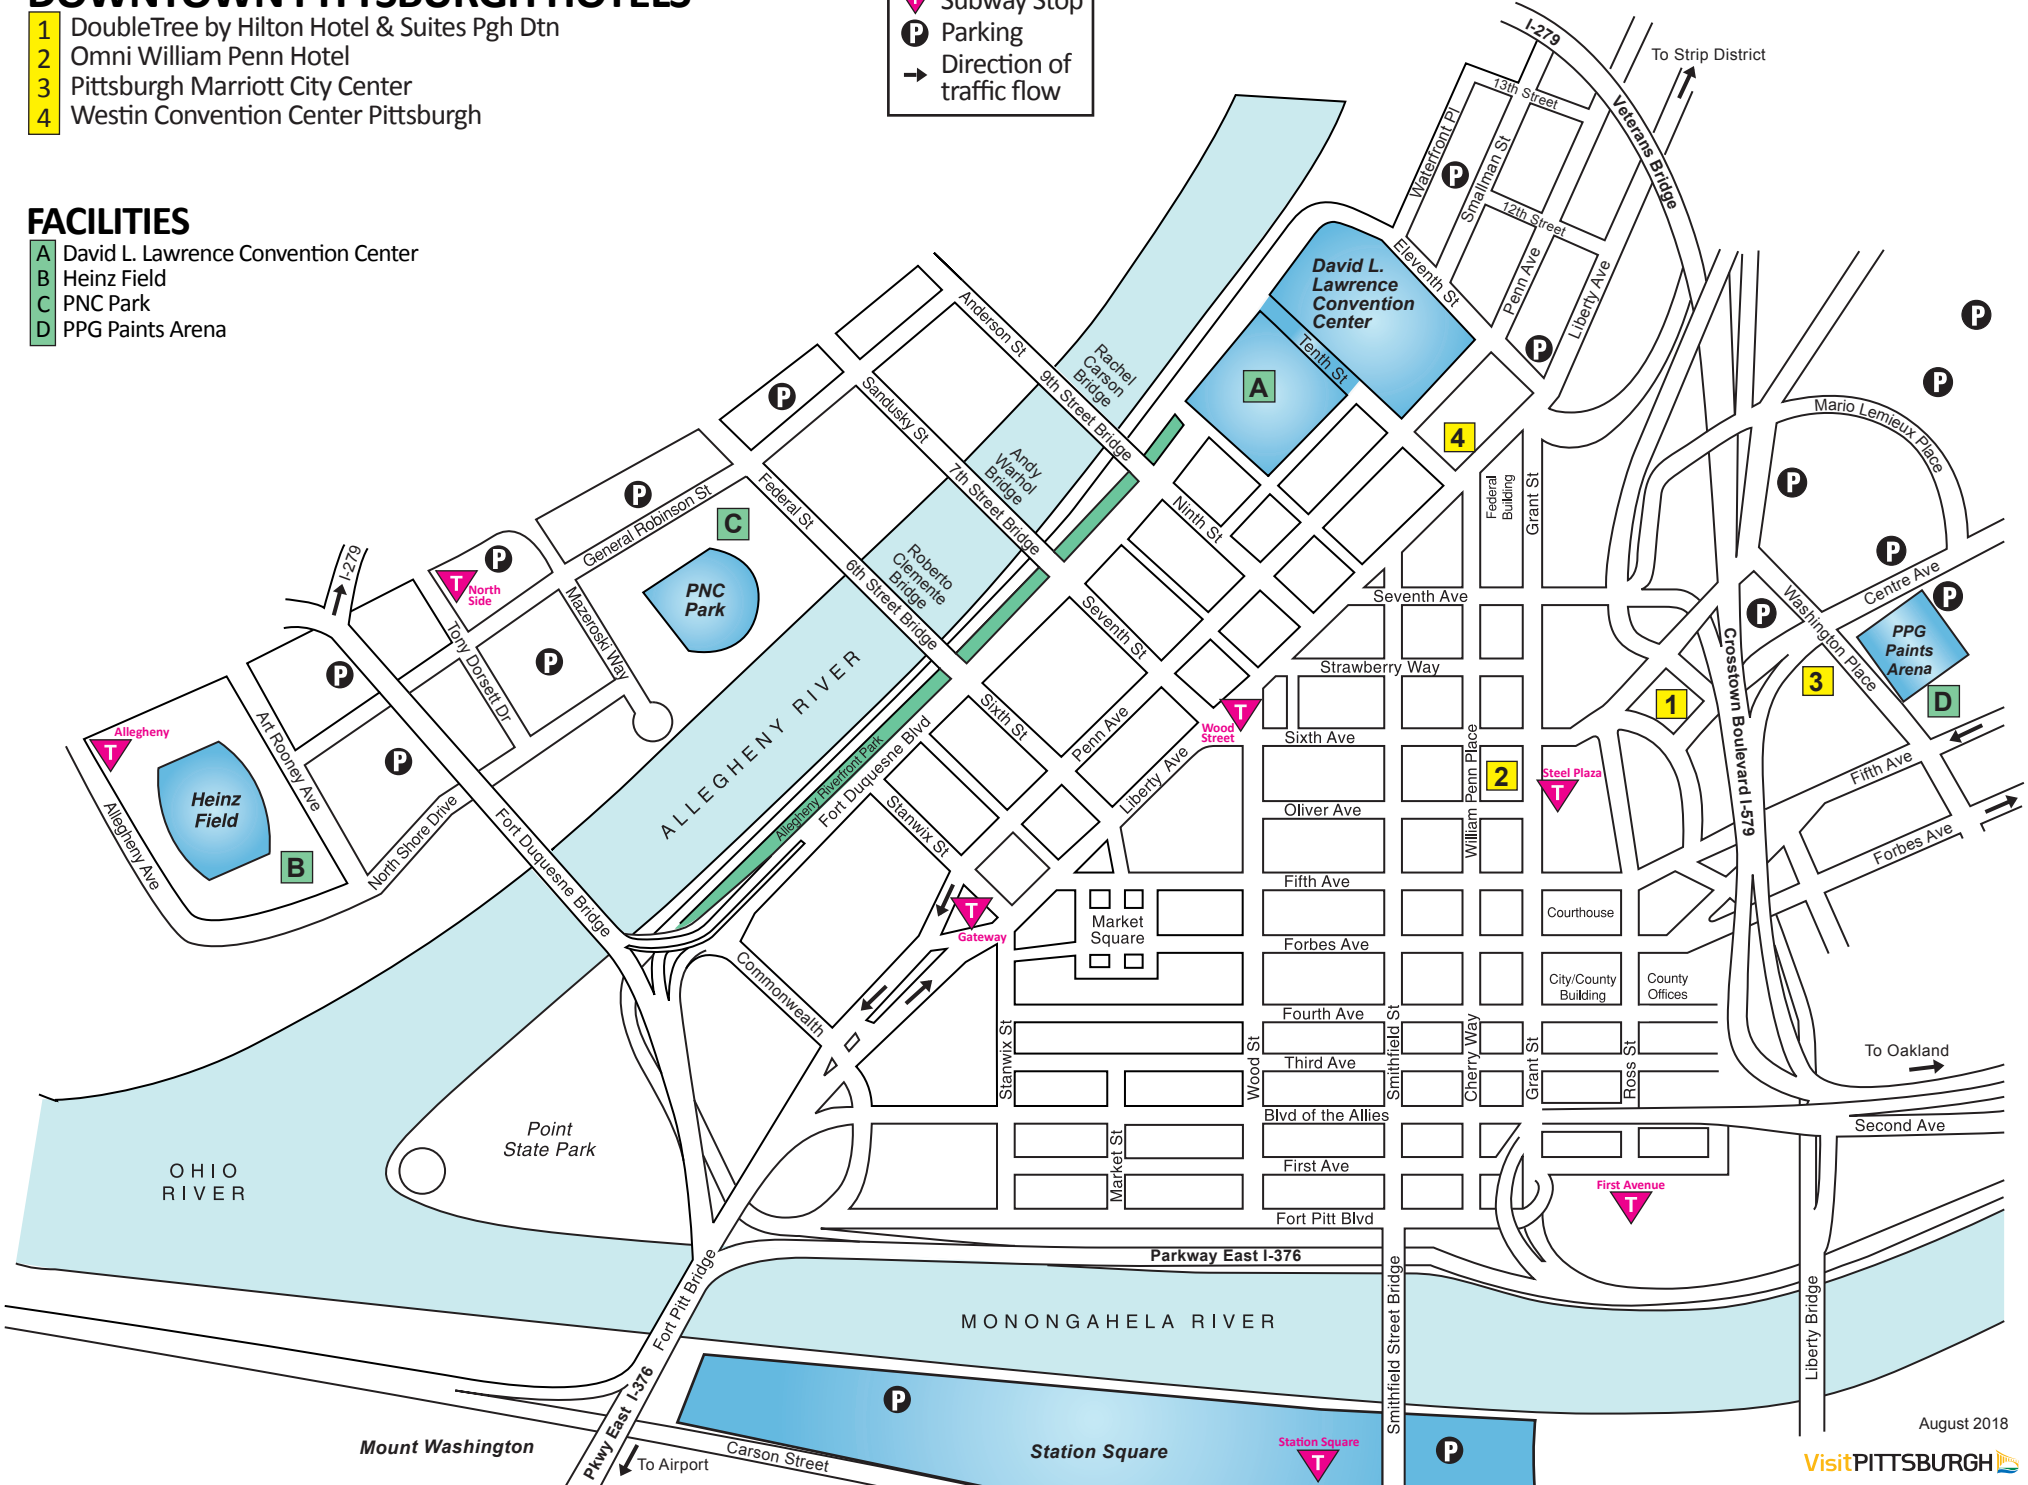 DOWNTOWN PITTSBURGH HOTELS
1 DoubleTree by Hilton Hotel & Suites Pgh Dtn
2 Omni William Penn Hotel
3 Pittsburgh Marriott City Center
4 Westin Convention Center Pittsburgh
T Subway Stop
P Parking
Direction of
traffic flow
FACILITIES
A David L. Lawrence Convention Center
B Heinz Field
C PNC Park
D PPG Paints Arena
I-279
To Strip District
13th Street
Veterans Bridge
Waterfront Pl
Smallman St
P
12th Street
Eleventh St
Penn Ave
Liberty Ave
P
David L.
Lawrence
Convention
Center
Tenth St
A
4
Anderson St
Rachel
Carson
Bridge
9th Street Bridge
Sandusky St
Andy
Warhol
Bridge
7th Street Bridge
P
P
P
Mario Lemieux Place
P
P
Centre Ave
P
P
Washington Place
PPG
Paints
Arena
D
3
1
Crosstown Boulevard I-579
Federal
Building
Grant St
Ninth St
Federal St
C
General Robinson St
P
PNC
Park
Roberto
Clemente
Bridge
6th Street Bridge
P
T
North
Side
Mazeroski Way
P
Tony Dorsett Dr
I-279
P
Art Rooney Ave
P
Allegheny
T
Heinz
Field
B
Allegheny Ave
North Shore Drive
Fort Duquesne Bridge
ALLEGHENY RIVER
Allegheny Riverfront Park
Fort Duquesne Blvd
Seventh St
Sixth St
Penn Ave
Liberty Ave
Stanwix St
Seventh Ave
Strawberry Way
Wood
Street
T
Sixth Ave
William Penn Place
2
Steel Plaza
T
Oliver Ave
Fifth Ave
Fifth Ave
Forbes Ave
T
Gateway
Market
Square
Courthouse
Forbes Ave
Commonwealth
City/County
Building
County
Offices
Fourth Ave
Stanwix St
Wood St
Smithfield St
Cherry Way
Grant St
Ross St
Third Ave
To Oakland
Blvd of the Allies
Second Ave
Market St
First Ave
First Avenue
T
Fort Pitt Blvd
Point
State Park
OHIO
RIVER
Parkway East I-376
Fort Pitt Bridge
MONONGAHELA RIVER
Smithfield Street Bridge
Liberty Bridge
Pkwy East I-376
Mount Washington
To Airport
Carson Street
P
Station Square
Station Square
T
P
August 2018
VisitPITTSBURGH